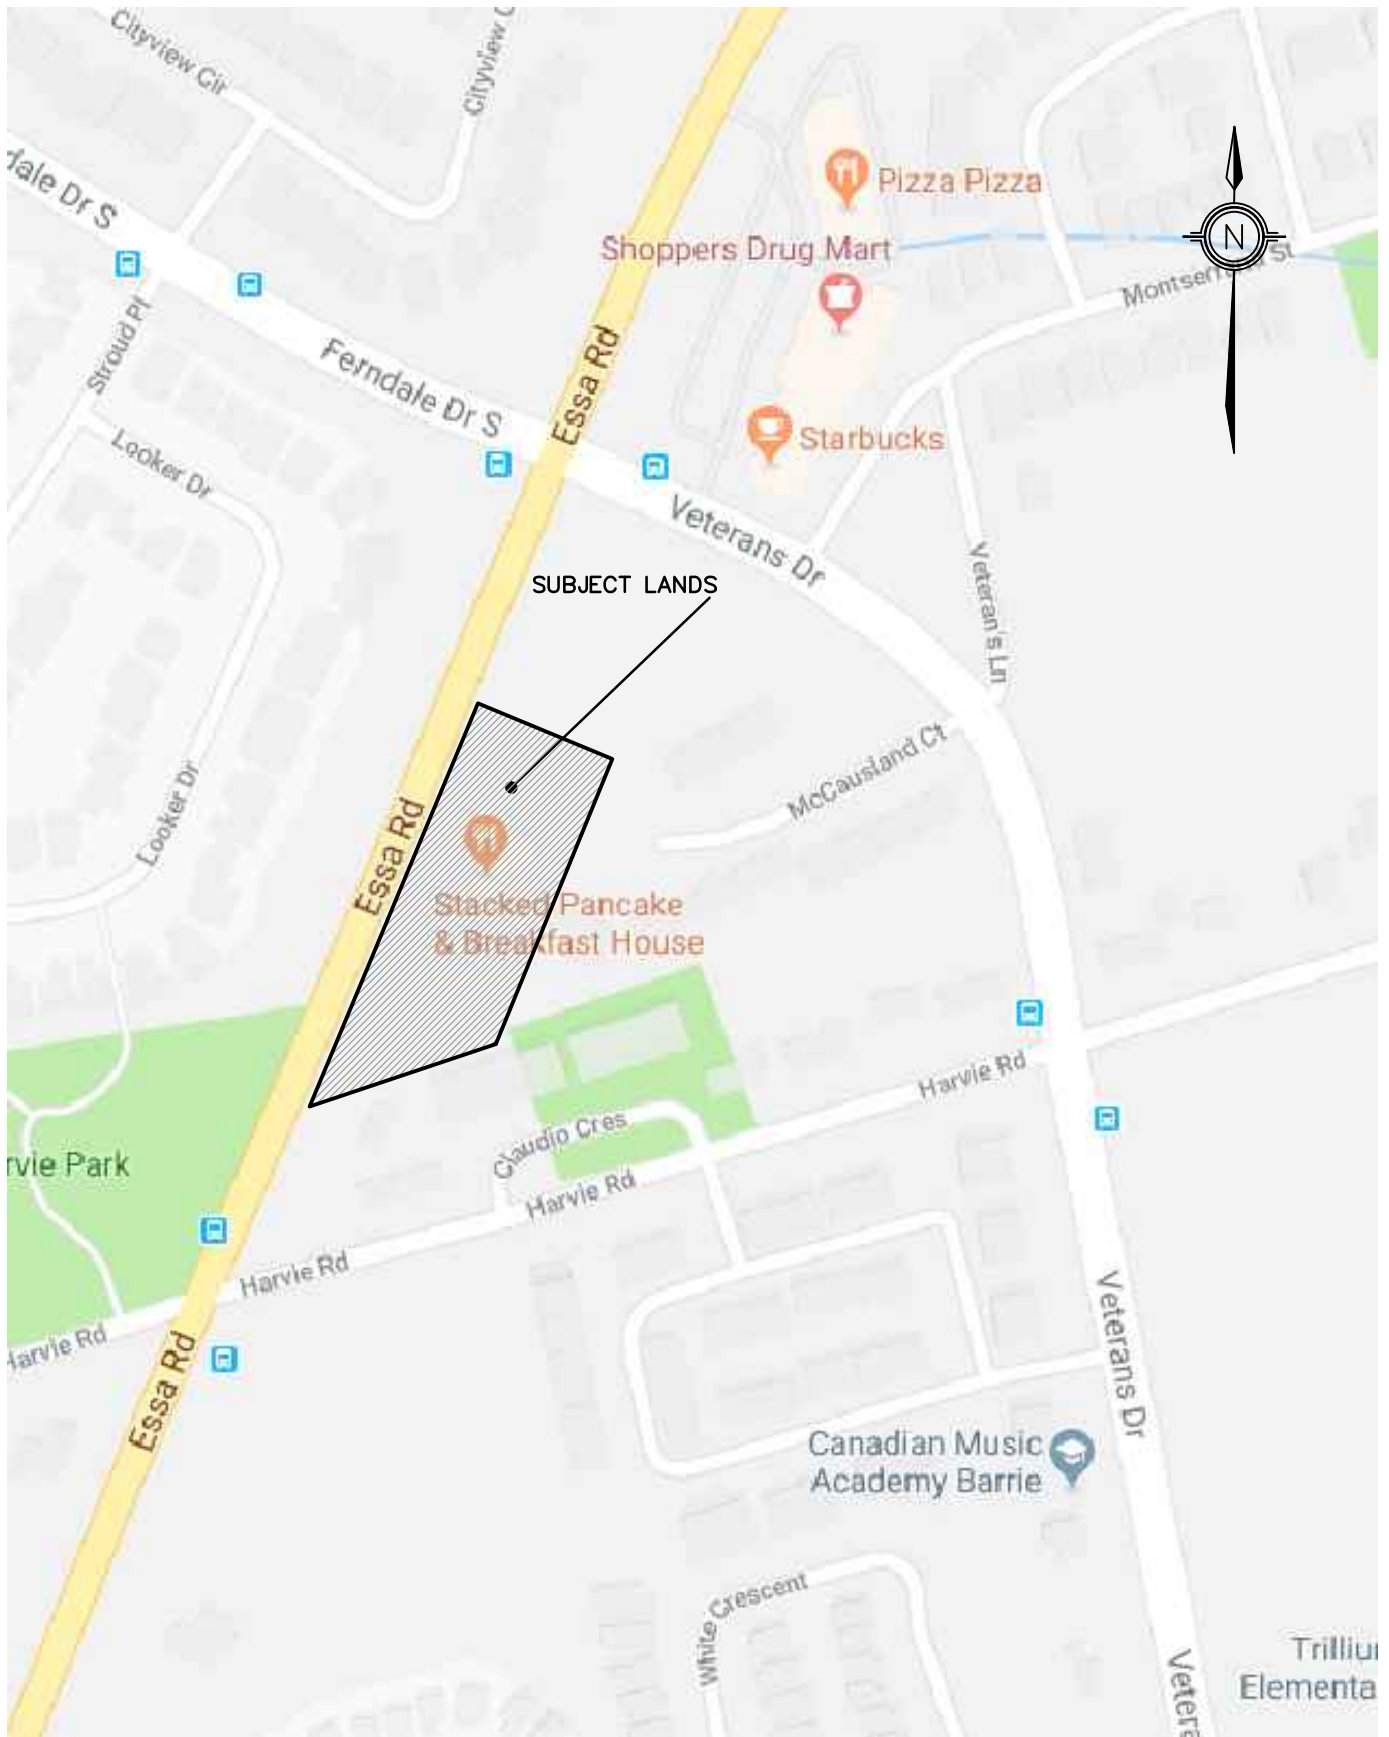 Cityview Cir
Cityview C
dale Dr S
Pizza Pizza
Shoppers Drug Mart
N
Stroud Pl
Essa Rd
Ferndale Dr S
Looker Dr
Starbucks
Veterans Dr
Veteran's Ln
SUBJECT LANDS
McCausland Ct
Looker Dr
Essa Rd
Stacked Pancake
& Breakfast House
Harvie Rd
Claudio Cres
rvie Park
Harvie Rd
Harvie Rd
Harvie Rd
Essa Rd
Veterans Dr
Canadian Music
Academy Barrie
White Crescent
Trilliu
Elementa
Vetera